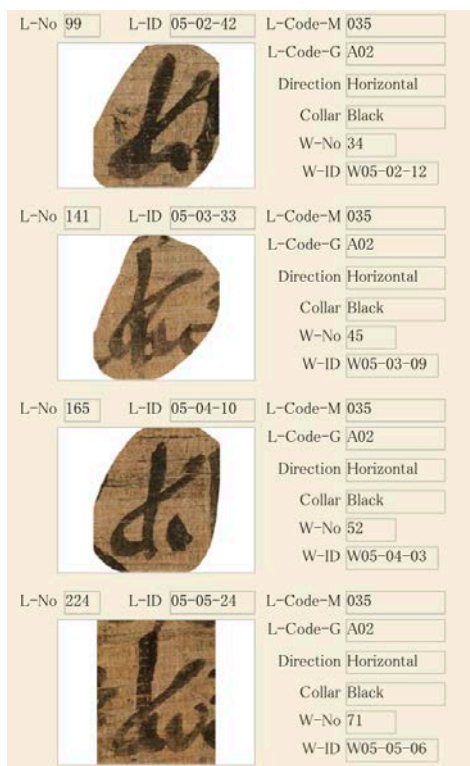 L-No 99 L-ID 05-02-42 L-Code-M 035
L-Code-G A02
Direction Horizontal
Collar Black
W-No 34
W-ID W05-02-12
L-No 141 L-ID 05-03-33 L-Code-M 035
L-Code-G A02
Direction Horizontal
Collar Black
W-No 45
W-ID W05-03-09
L-No 165 L-ID 05-04-10 L-Code-M 035
L-Code-G A02
Direction Horizontal
Collar Black
W-No 52
W-ID W05-04-03
L-No 224 L-ID 05-05-24 L-Code-M 035
L-Code-G A02
Direction Horizontal
Collar Black
W-No 71
W-ID W05-05-06